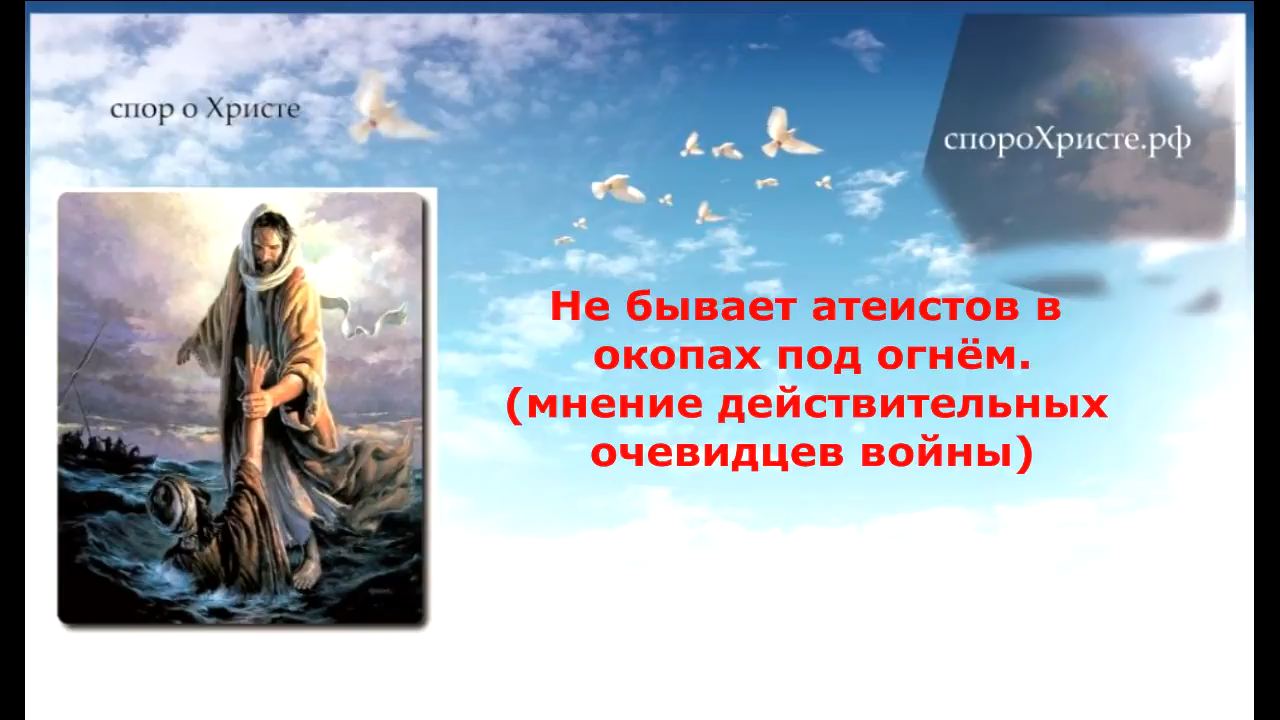 спор о Христе
спороХристе.рф
Не бывает атеистов в
окопах под огнём.
(мнение действительных
очевидцев войны)